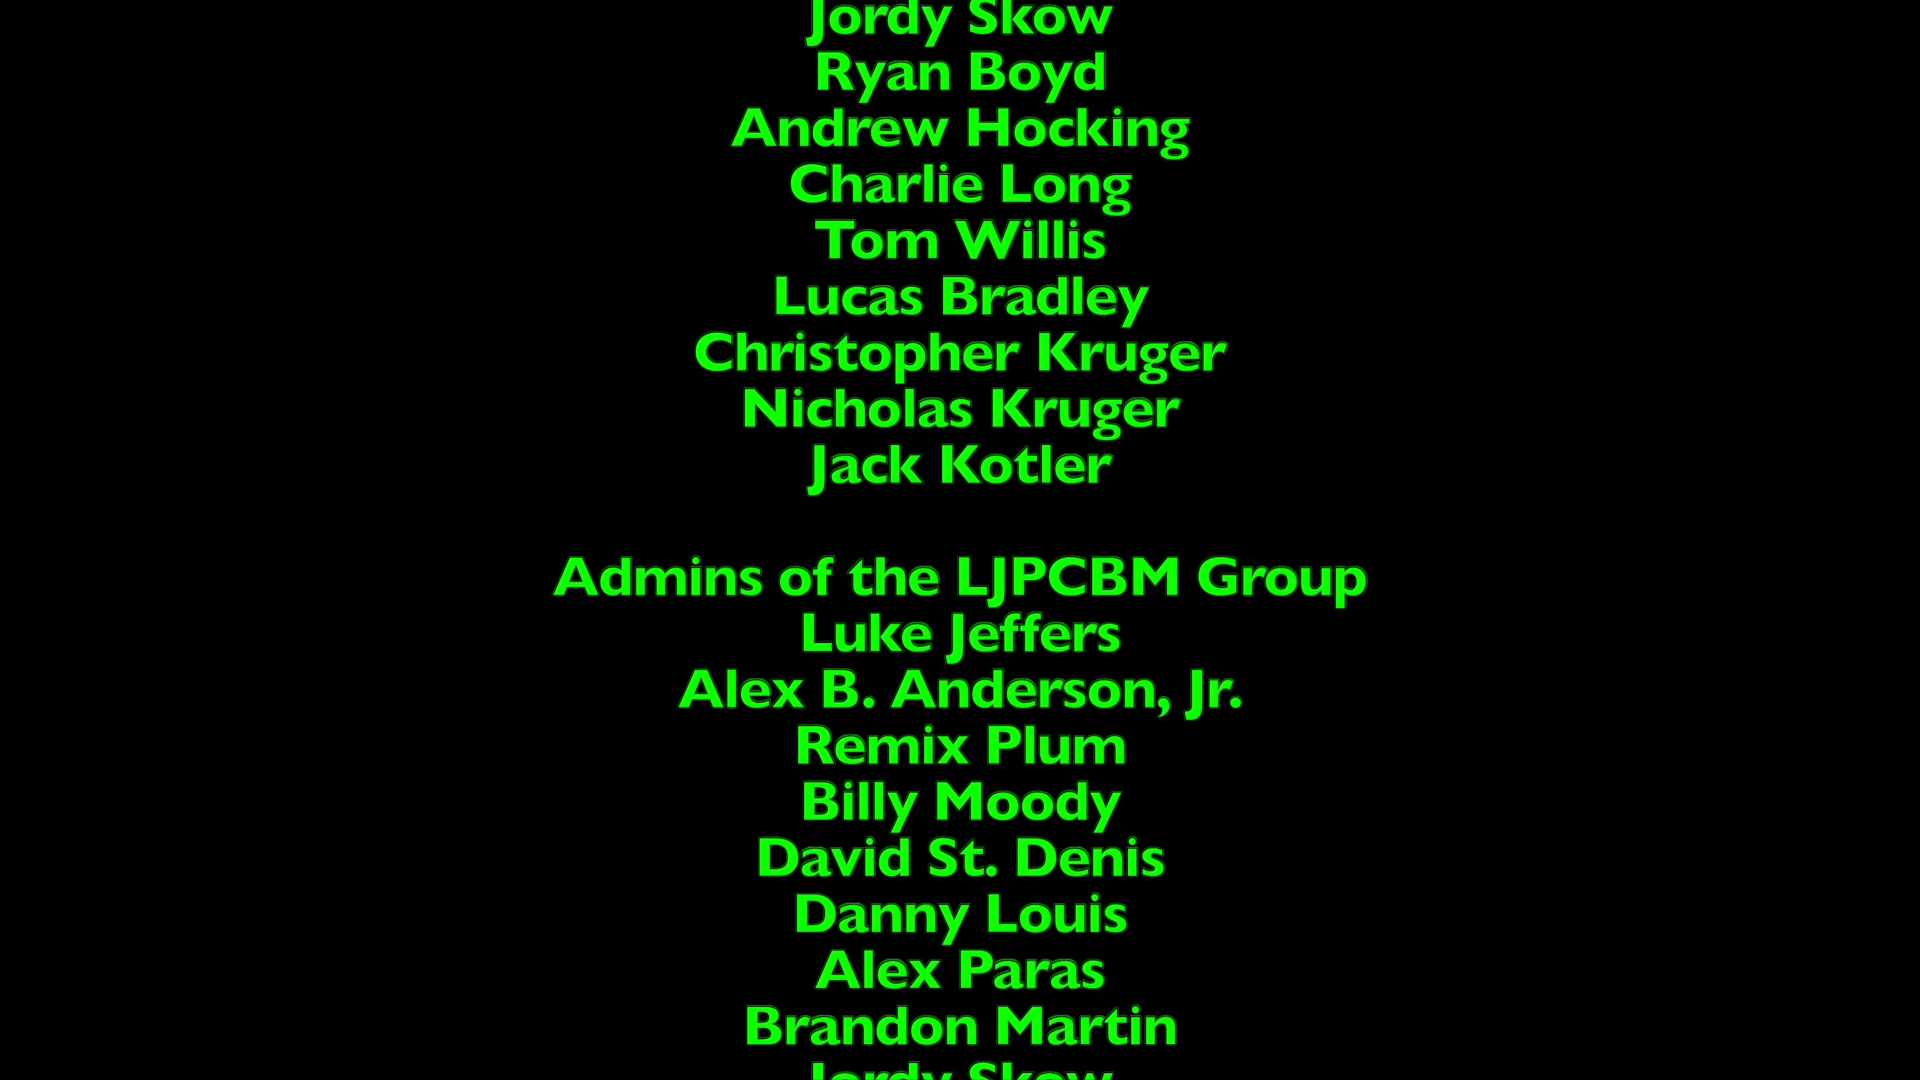 Jordy Skow
Ryan Boyd
Andrew Hocking
Charlie Long
Tom Willis
Lucas Bradley
Christopher Kruger
Nicholas Kruger
Jack Kotler
Admins of the LJPCBM Group
Luke Jeffers
Alex B. Anderson, Jr.
Remix Plum
Billy Moody
David St. Denis
Danny Louis
Alex Paras
Brandon Martin
Jordy Skow